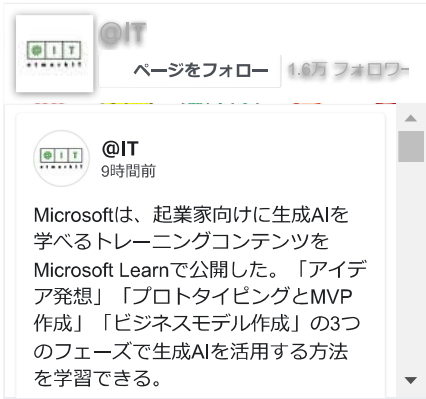 @IT
ページをフォロー
1.6万 フォロワー
@IT
@IT
9時間前
Microsoftは、起業家向けに生成AIを
学べるトレーニングコンテンツを
Microsoft Learnで公開した。「アイデ
ア発想」「プロトタイピングとMVP
作成」「ビジネスモデル作成」の3つ
のフェーズで生成AIを活用する方法
を学習できる。